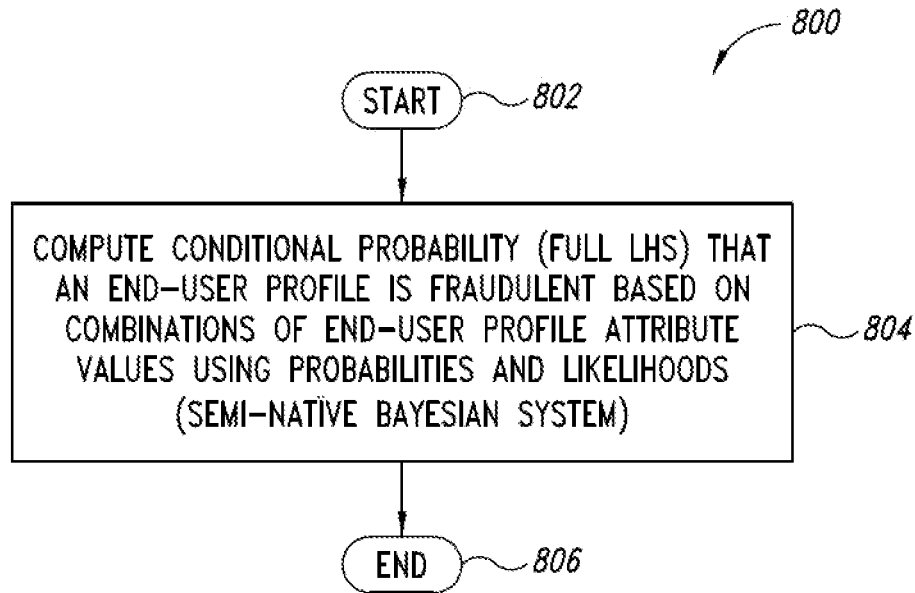 800
START
802
COMPUTE CONDITIONAL PROBABILITY (FULL LHS) THAT
AN END-USER PROFILE IS FRAUDULENT BASED ON
COMBINATIONS OF END-USER PROFILE ATTRIBUTE
VALUES USING PROBABILITIES AND LIKELIHOODS
(SEMI-NATÏVE BAYESIAN SYSTEM)
804
END
806